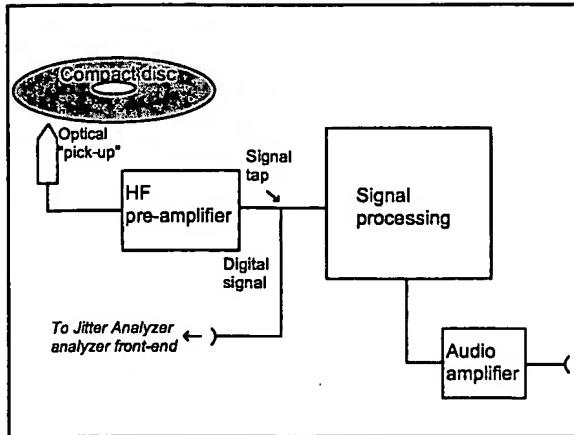 Compact disc
Optical
"pick-up"
HF
pre-amplifier
Signal
tap
Signal
processing
Digital
signal
To Jitter Analyzer
analyzer front-end
Audio
amplifier